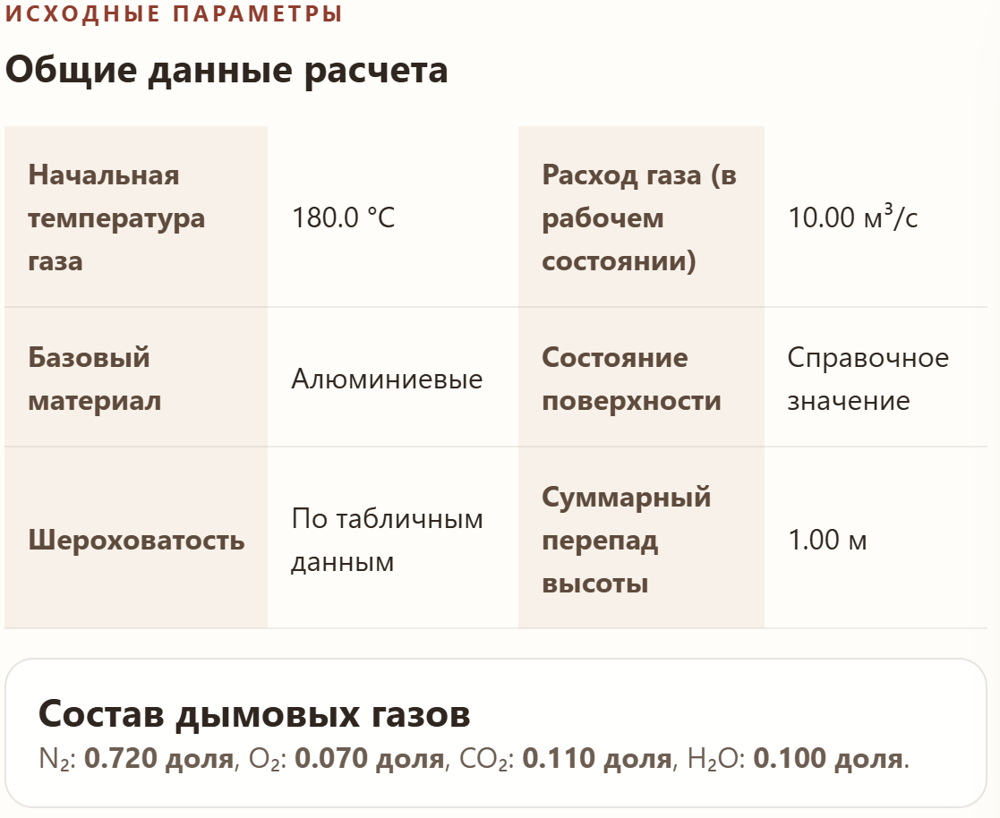 ИСХОДНЫЕ ПАРАМЕТРЫ
Общие данные расчета
Начальная
температура
газа
180.0 °C
Расход газа (в
рабочем
состоянии)
10.00 м³/с
Базовый
материал
Алюминиевые
Состояние
поверхности
Справочное
значение
Шероховатость
По табличным
данным
Суммарный
перепад
высоты
1.00 м
Состав дымовых газов
N₂: 0.720 доля, O₂: 0.070 доля, CO₂: 0.110 доля, H₂O: 0.100 доля.